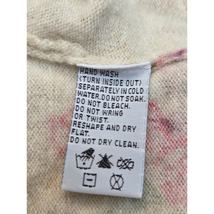 HAND WASH
(TURN INSIDE OUT)
SEPARATELY IN COLD
WATER.DO NOT SOAK.
DO NOT BLEACH.
DO NOT WRING
OR TWIST.
RESHAPE AND DRY
FLAT.
DO NOT DRY CLEAN.